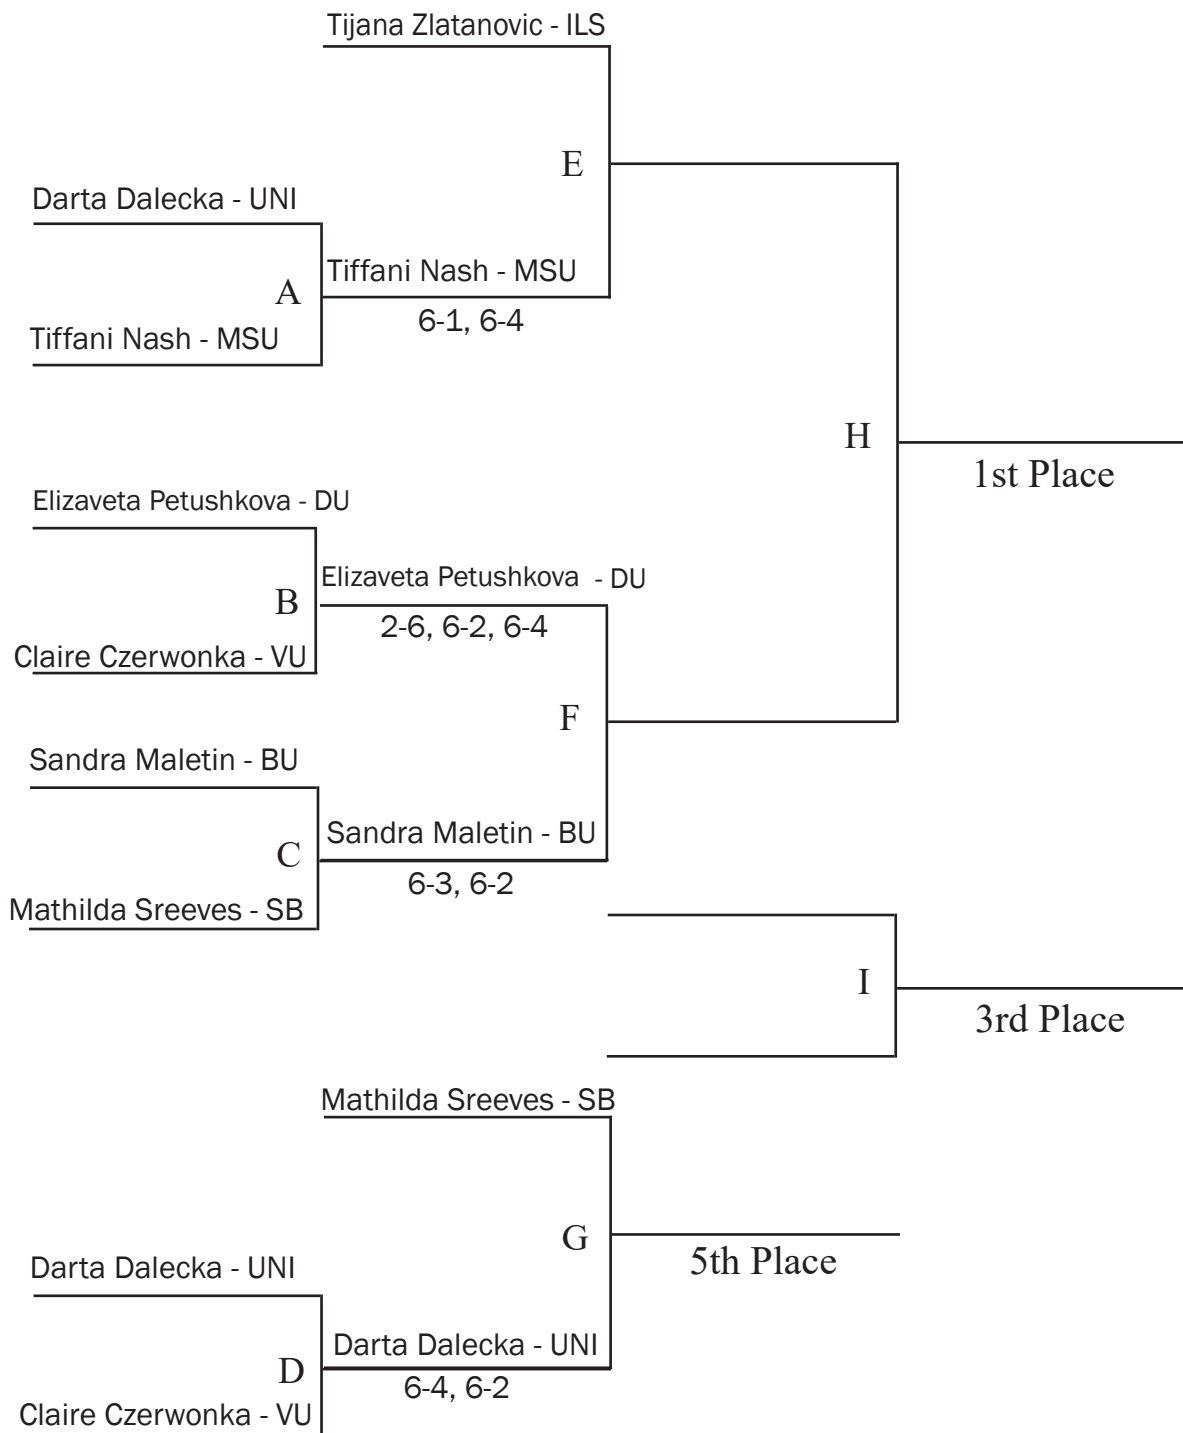 Tijana Zlatanovic - ILS
E
Darta Dalecka - UNI
A
Tiffani Nash - MSU
6-1, 6-4
Tiffani Nash - MSU
H
1st Place
Elizaveta Petushkova - DU
B
Elizaveta Petushkova - DU
2-6, 6-2, 6-4
Claire Czerwonka - VU
F
Sandra Maletin - BU
C
Sandra Maletin - BU
6-3, 6-2
Mathilda Sreeves - SB
I
3rd Place
Mathilda Sreeves - SB
G
5th Place
Darta Dalecka - UNI
D
Darta Dalecka - UNI
6-4, 6-2
Claire Czerwonka - VU